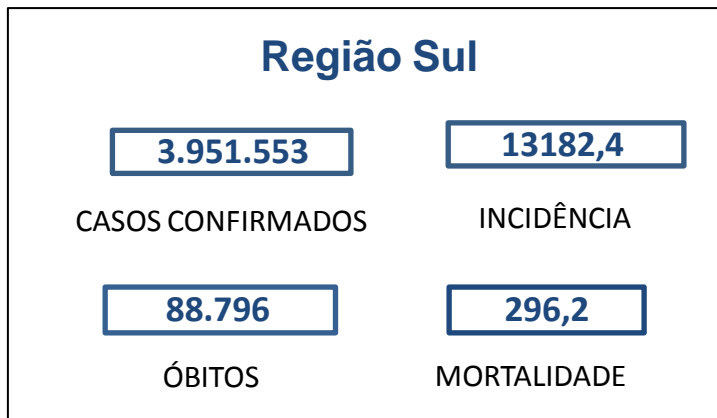 Região Sul
3.951.553
13182,4
CASOS CONFIRMADOS
INCIDÊNCIA
88.796
296,2
ÓBITOS
MORTALIDADE